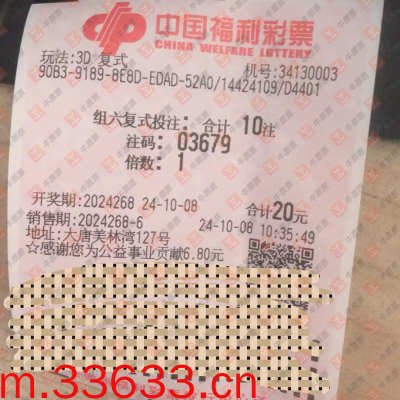 中国福利彩票
CHINA WELFARE LOTTERY
玩法:3D 复式
机号:34130003
90B3-9189-8E8D-EDAD-52A0/14424109/D4401
组六复式投注: 合计 10注
注码: 03679
倍数: 1
开奖期:2024268 24-10-08 合计20元
销售期:2024268-6 24-10-08 10:35:49
地址:大唐美林湾127号
☆感谢您为公益事业贡献6.80元
m.33633.cn